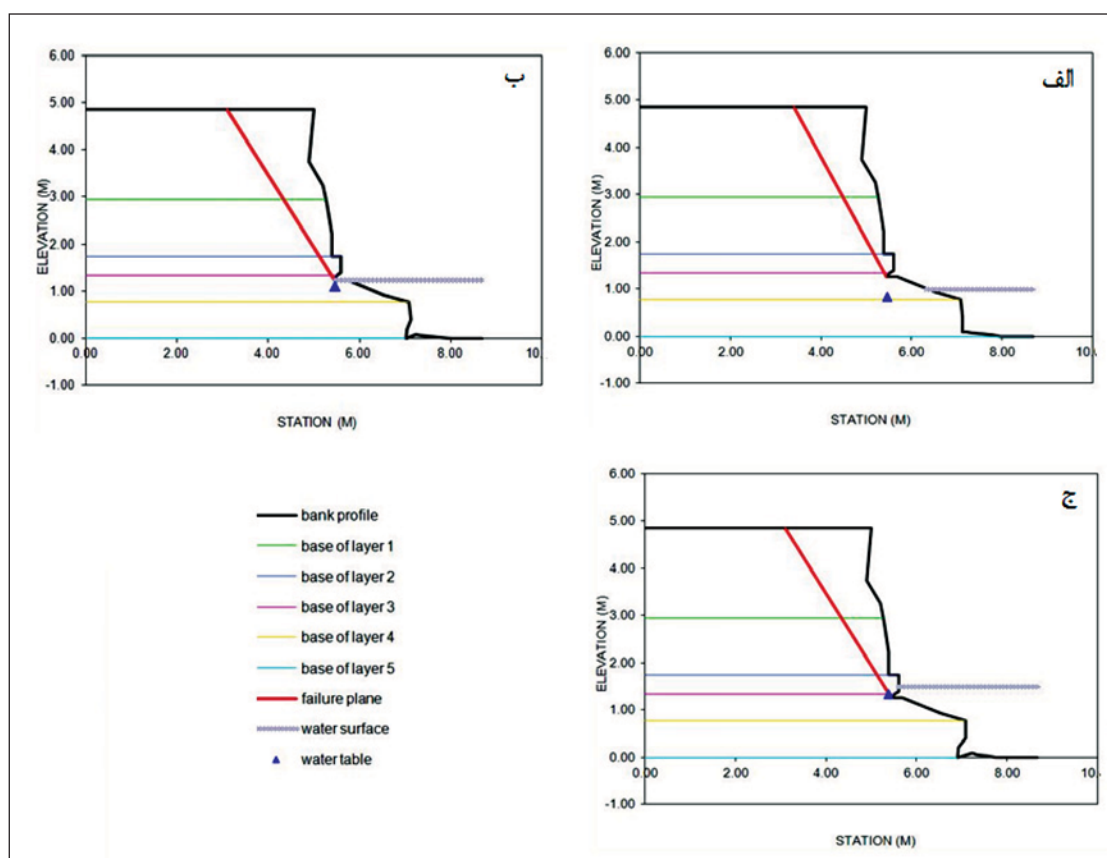 ب
6.00
5.00
4.00
3.00
2.00
1.00
0.00
-1.00
ELEVATION (M)
0.00 2.00 4.00 6.00 8.00 10.
STATION (M)
الف
6.00
5.00
4.00
3.00
2.00
1.00
0.00
-1.00
ELEVATION (M)
0.00 2.00 4.00 6.00 8.00 10.
STATION (M)
bank profile
base of layer 1
base of layer 2
base of layer 3
base of layer 4
base of layer 5
failure plane
water surface
water table
ج
6.00
5.00
4.00
3.00
2.00
1.00
0.00
-1.00
ELEVATION (M)
0.00 2.00 4.00 6.00 8.00 10.
STATION (M)